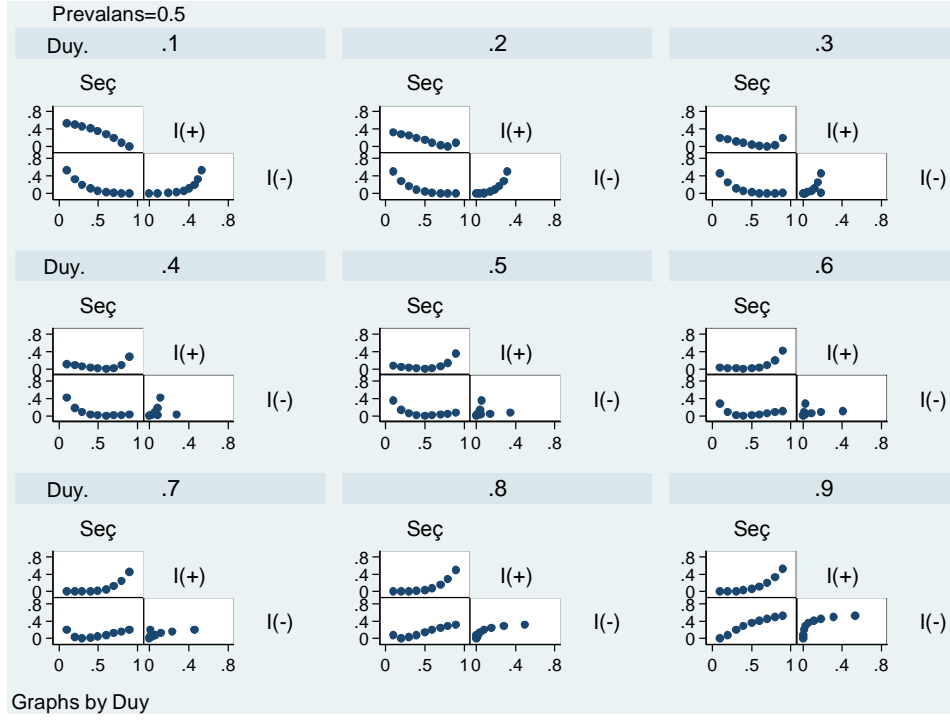 Prevalans=0.5
Duy. .1 .2 .3
Seç Seç Seç
.8 .8 .8
.4 I(+) .4 I(+) .4 I(+)
0 0 0
.8 .8 .8
.4 I(-) .4 I(-) .4 I(-)
0 0 0
0 .5 1 0 .4 .8 0 .5 1 0 .4 .8 0 .5 1 0 .4 .8
Duy. .4 .5 .6
Seç Seç Seç
.8 .8 .8
.4 I(+) .4 I(+) .4 I(+)
0 0 0
.8 .8 .8
.4 I(-) .4 I(-) .4 I(-)
0 0 0
0 .5 1 0 .4 .8 0 .5 1 0 .4 .8 0 .5 1 0 .4 .8
Duy. .7 .8 .9
Seç Seç Seç
.8 .8 .8
.4 I(+) .4 I(+) .4 I(+)
0 0 0
.8 .8 .8
.4 I(-) .4 I(-) .4 I(-)
0 0 0
0 .5 1 0 .4 .8 0 .5 1 0 .4 .8 0 .5 1 0 .4 .8
Graphs by Duy